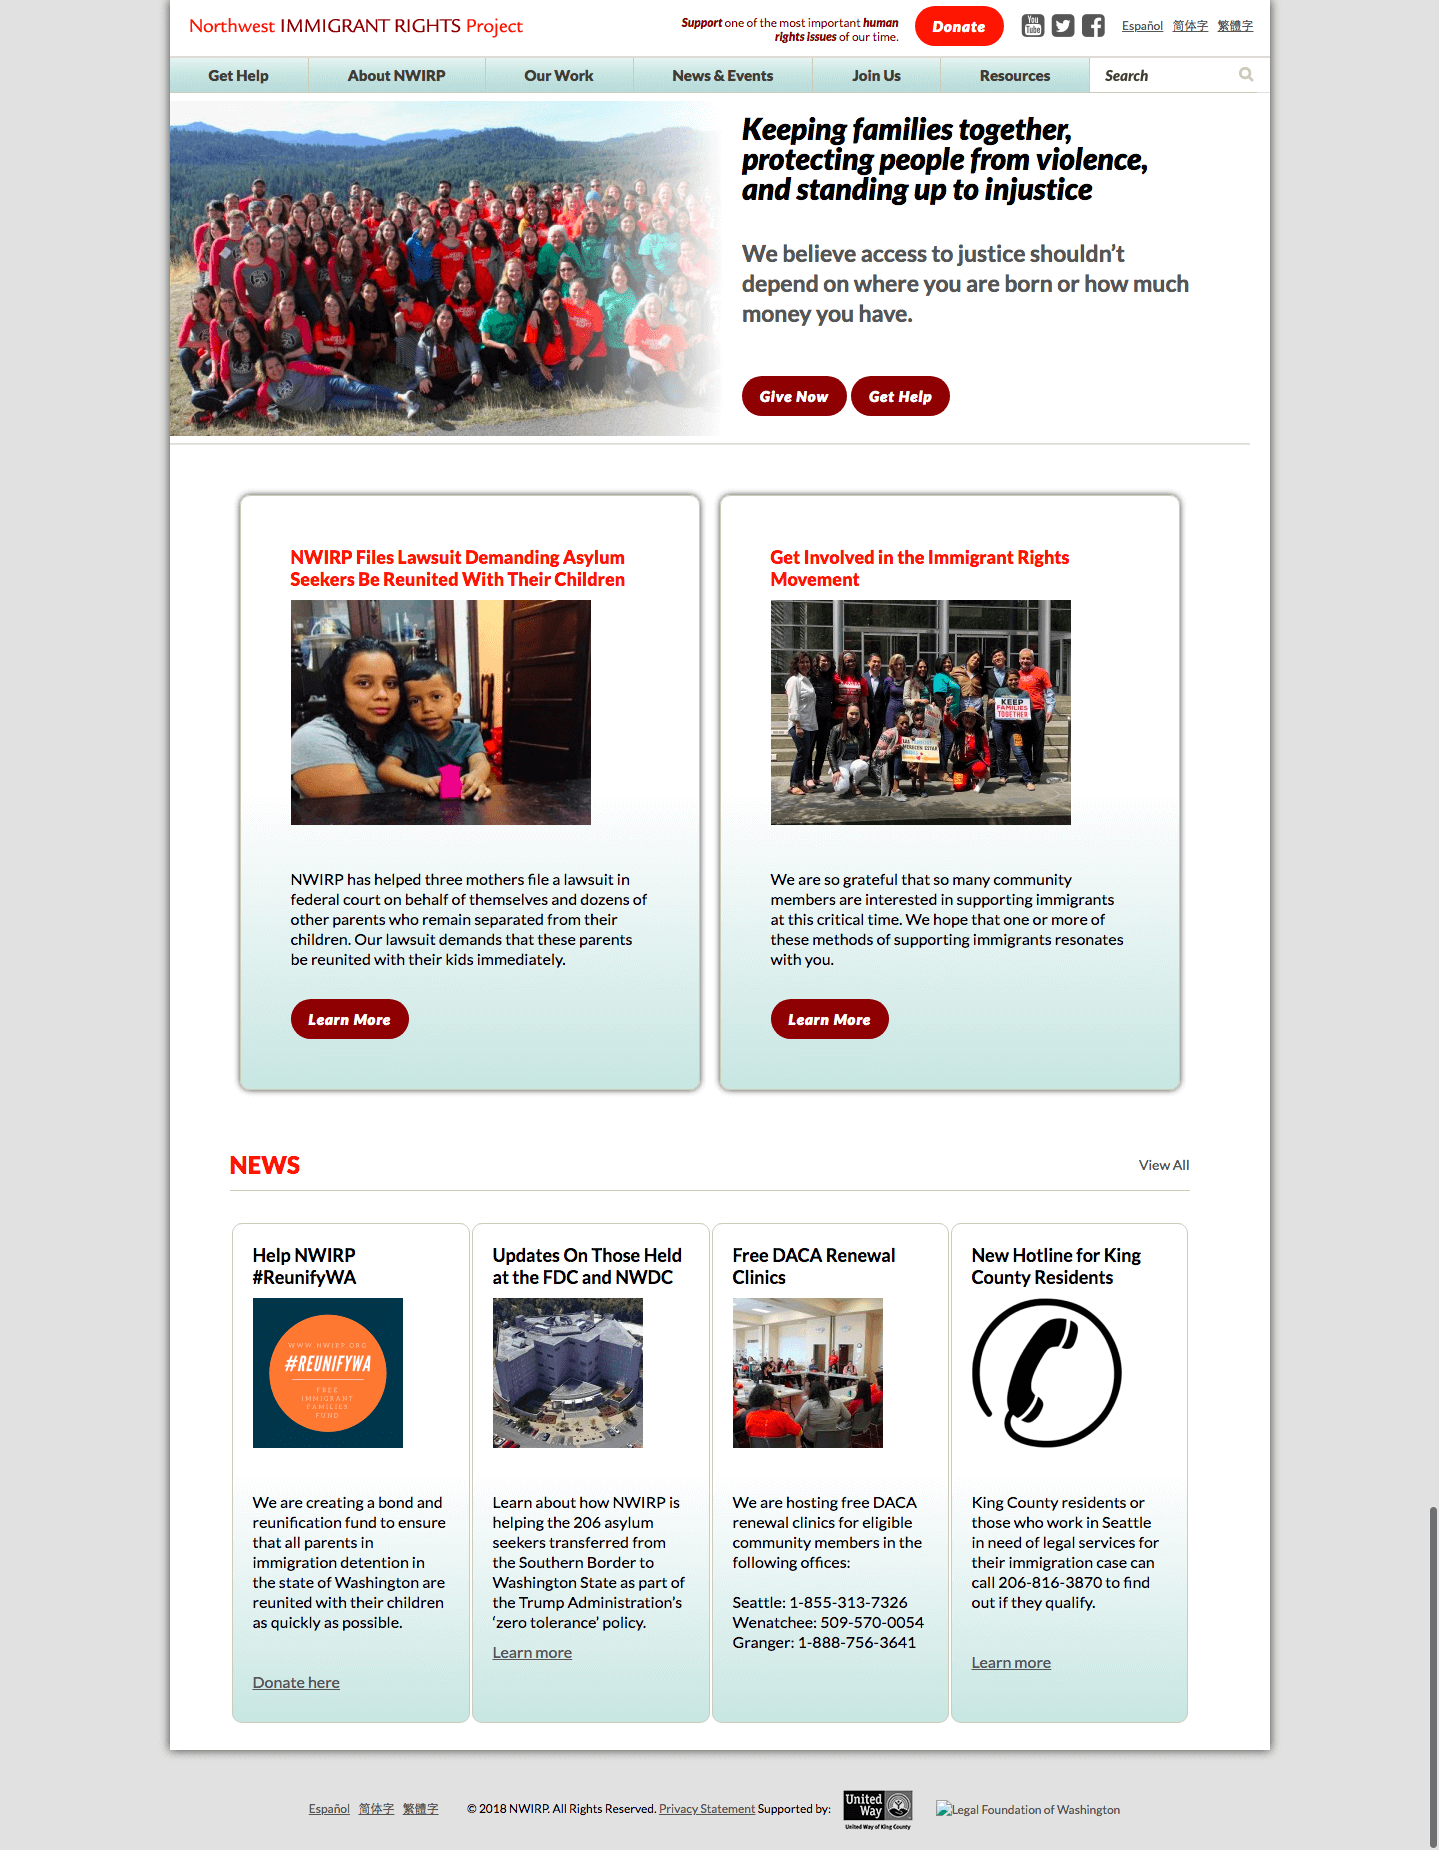 Northwest IMMIGRANT RIGHTS Project
Support one of the most important human
rights issues of our time.
Donate
You
Tube
Español 简体字 繁體字
Get Help
About NWIRP
Our Work
News & Events
Join Us
Resources
Search
Keeping families together,
protecting people from violence,
and standing up to injustice
We believe access to justice shouldn’t
depend on where you are born or how much
money you have.
Give Now
Get Help
NWIRP Files Lawsuit Demanding Asylum
Seekers Be Reunited With Their Children
NWIRP has helped three mothers file a lawsuit in
federal court on behalf of themselves and dozens of
other parents who remain separated from their
children. Our lawsuit demands that these parents
be reunited with their kids immediately.
Learn More
Get Involved in the Immigrant Rights
Movement
KEEP
FAMILIES
TOGETHER
MERECEN ESTAR
We are so grateful that so many community
members are interested in supporting immigrants
at this critical time. We hope that one or more of
these methods of supporting immigrants resonates
with you.
Learn More
NEWS
View All
Help NWIRP
#ReunifyWA
WWW.NWIRP.ORG
#REUNIFYWA
FREE
IMMIGRANT
FAMILIES
FUND
We are creating a bond and
reunification fund to ensure
that all parents in
immigration detention in
the state of Washington are
reunited with their children
as quickly as possible.
Donate here
Updates On Those Held
at the FDC and NWDC
Learn about how NWIRP is
helping the 206 asylum
seekers transferred from
the Southern Border to
Washington State as part of
the Trump Administration’s
‘zero tolerance’ policy.
Learn more
Free DACA Renewal
Clinics
We are hosting free DACA
renewal clinics for eligible
community members in the
following offices:
Seattle: 1-855-313-7326
Wenatchee: 509-570-0054
Granger: 1-888-756-3641
New Hotline for King
County Residents
King County residents or
those who work in Seattle
in need of legal services for
their immigration case can
call 206-816-3870 to find
out if they qualify.
Learn more
Español 简体字 繁體字
© 2018 NWIRP. All Rights Reserved. Privacy Statement Supported by:
United
Way
United Way of King County
Legal Foundation of Washington